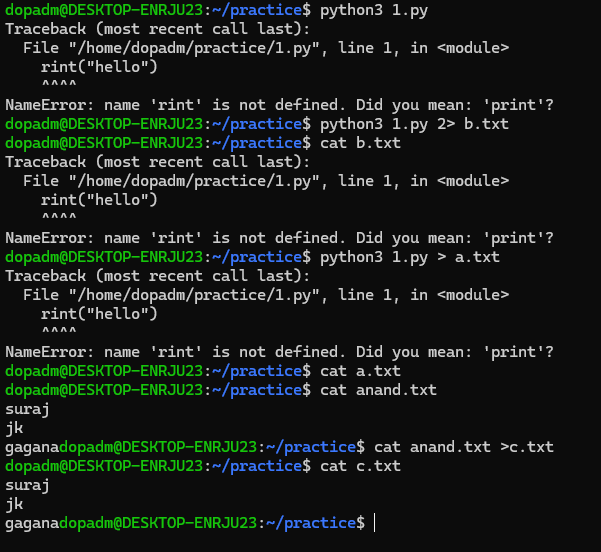 dopadm@DESKTOP-ENRJU23:~/practice$ python3 1.py
Traceback (most recent call last):
  File "/home/dopadm/practice/1.py", line 1, in <module>
    rint("hello")
    ^^^^
NameError: name 'rint' is not defined. Did you mean: 'print'?
dopadm@DESKTOP-ENRJU23:~/practice$ python3 1.py 2> b.txt
dopadm@DESKTOP-ENRJU23:~/practice$ cat b.txt
Traceback (most recent call last):
  File "/home/dopadm/practice/1.py", line 1, in <module>
    rint("hello")
    ^^^^
NameError: name 'rint' is not defined. Did you mean: 'print'?
dopadm@DESKTOP-ENRJU23:~/practice$ python3 1.py > a.txt
Traceback (most recent call last):
  File "/home/dopadm/practice/1.py", line 1, in <module>
    rint("hello")
    ^^^^
NameError: name 'rint' is not defined. Did you mean: 'print'?
dopadm@DESKTOP-ENRJU23:~/practice$ cat a.txt
dopadm@DESKTOP-ENRJU23:~/practice$ cat anand.txt
suraj
jk
gaganadopadm@DESKTOP-ENRJU23:~/practice$ cat anand.txt >c.txt
dopadm@DESKTOP-ENRJU23:~/practice$ cat c.txt
suraj
jk
gaganadopadm@DESKTOP-ENRJU23:~/practice$